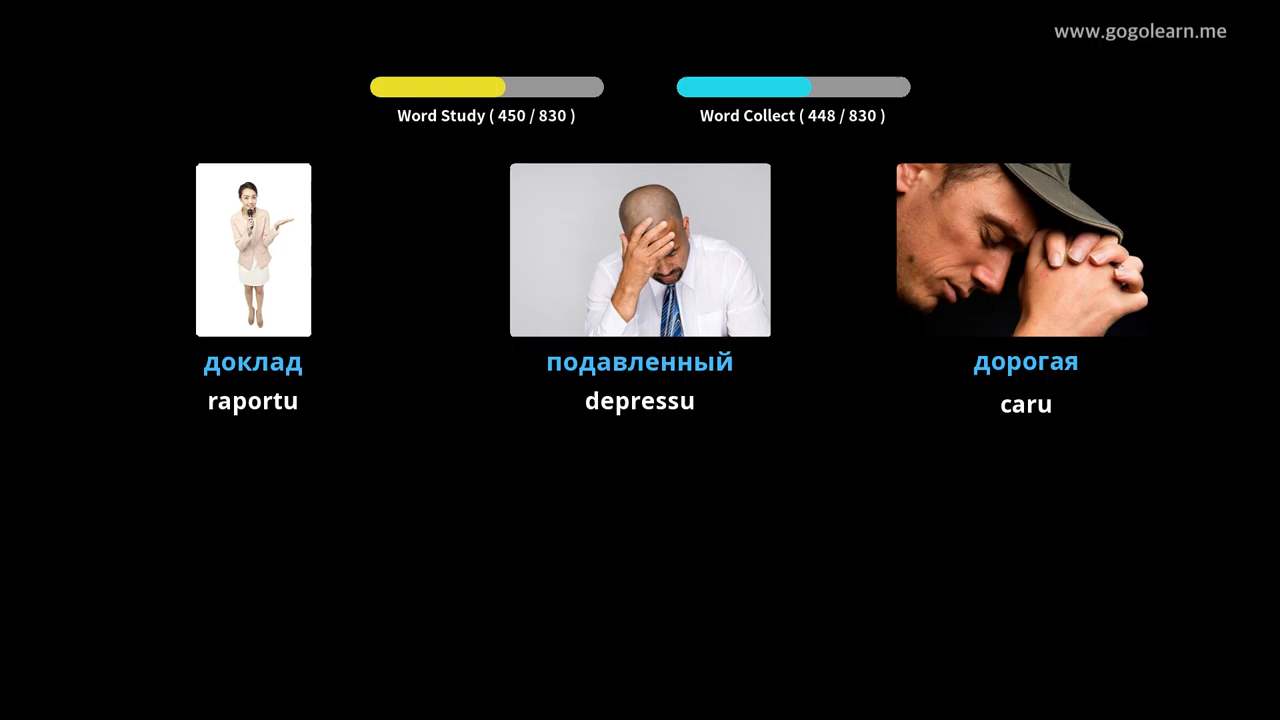 www.gogolearn.me
Word Study ( 450 / 830 )
Word Collect ( 448 / 830 )
доклад
подавленный
дорогая
raportu
depressu
caru